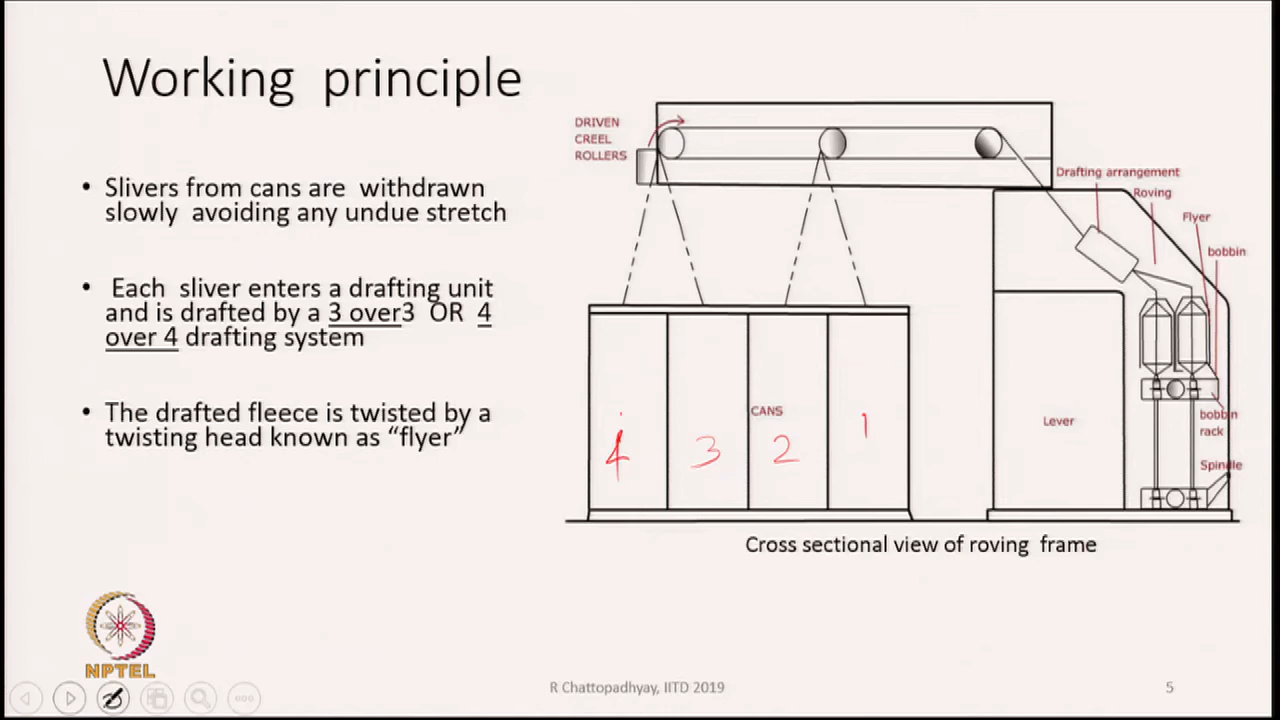 Working principle
• Slivers from cans are withdrawn
slowly avoiding any undue stretch
• Each sliver enters a drafting unit
and is drafted by a 3 over3 OR 4
over 4 drafting system
• The drafted fleece is twisted by a
twisting head known as “flyer”
DRIVEN
CREEL
ROLLERS
Drafting arrangement
Roving
Flyer
bobbin
CANS
4 3 2 1
Lever
bobbin
rack
Spindle
Cross sectional view of roving frame
NPTEL
R Chattopadhyay, IITD 2019
5